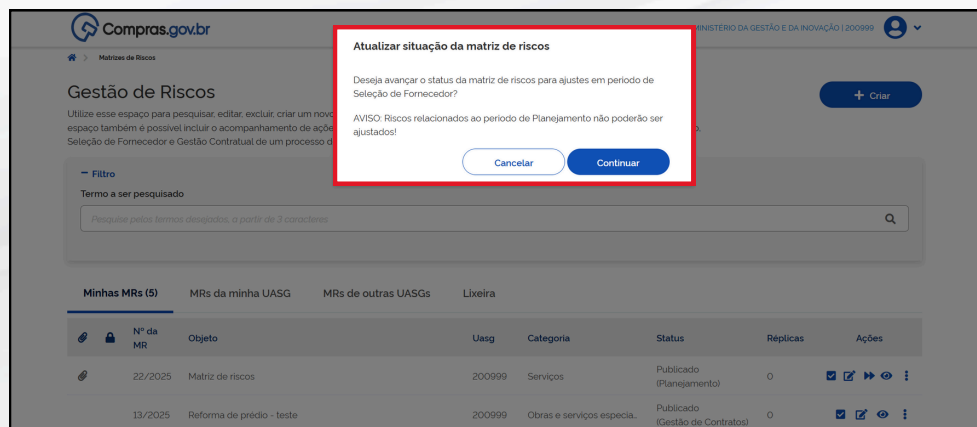 Compras.gov.br
MINISTÉRIO DA GESTÃO E DA INOVAÇÃO | 200999
Matrizes de Riscos
Gestão de Riscos
Utilize esse espaço para pesquisar, editar, excluir, criar um novo
espaço também é possível incluir o acompanhamento de açõe
Seleção de Fornecedor e Gestão Contratual de um processo d
o.
+ Criar
Atualizar situação da matriz de riscos
Deseja avançar o status da matriz de riscos para ajustes em periodo de
Seleção de Fornecedor?
AVISO: Riscos relacionados ao periodo de Planejamento não poderão ser
ajustados!
Cancelar Continuar
Filtro
Termo a ser pesquisado
Pesquise pelos termos desejados, a partir de 3 caracteres
Minhas MRs (5) MRs da minha UASG MRs de outras UASGs Lixeira
Nº da MR Objeto Uasg Categoria Status Réplicas Ações
22/2025 Matriz de riscos 200999 Serviços Publicado (Planejamento) 0
13/2025 Reforma de prédio - teste 200999 Obras e serviços especia... Publicado (Gestão de Contratos) 0